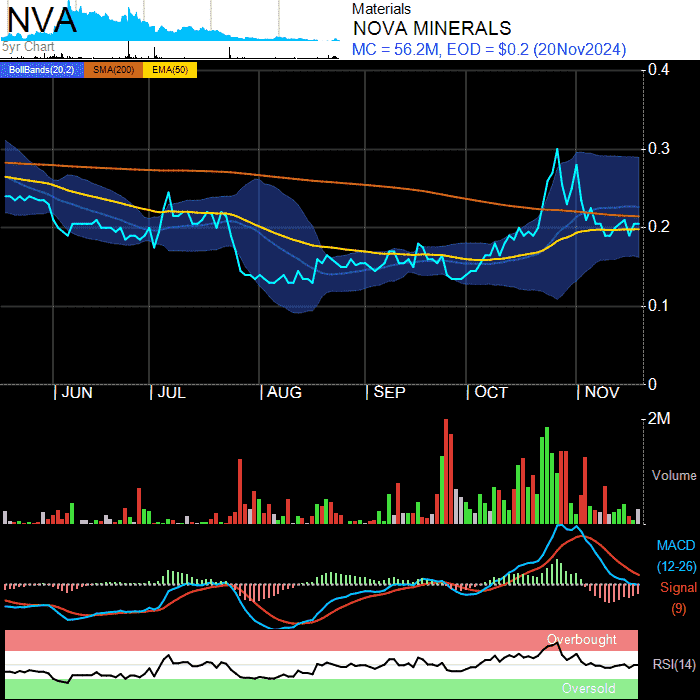 NVA
5yr Chart
Materials
NOVA MINERALS
MC = 56.2M, EOD = $0.2 (20Nov2024)
BollBands(20,2) SMA(200) EMA(50)
0.4
0.3
0.2
0.1
0
JUN JUL AUG SEP OCT NOV
2M
Volume
MACD
(12-26)
Signal
(9)
Overbought
RSI(14)
Oversold